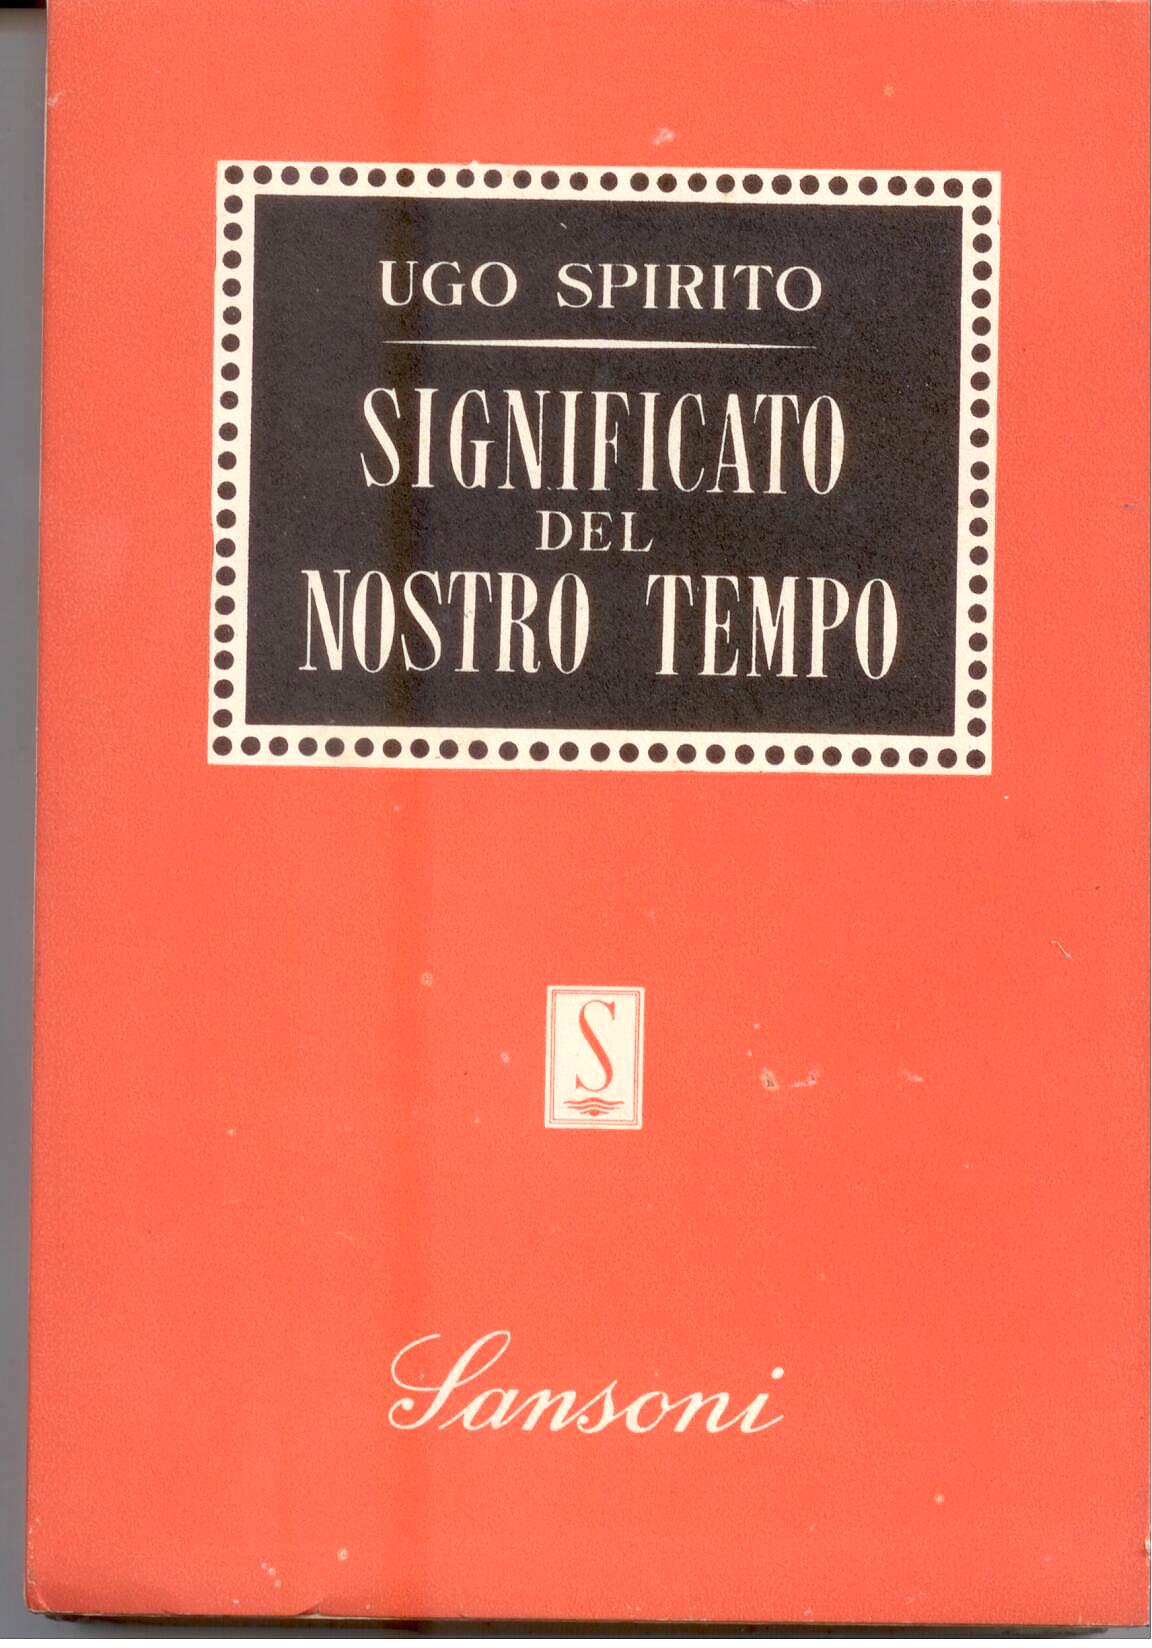 UGO SPIRITO
SIGNIFICATO
DEL
NOSTRO TEMPO
S
Sansoni